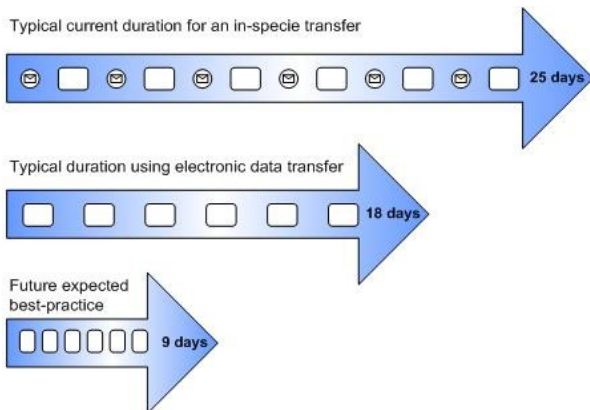 Typical current duration for an in-specie transfer
25 days
Typical duration using electronic data transfer
18 days
Future expected
best-practice
9 days